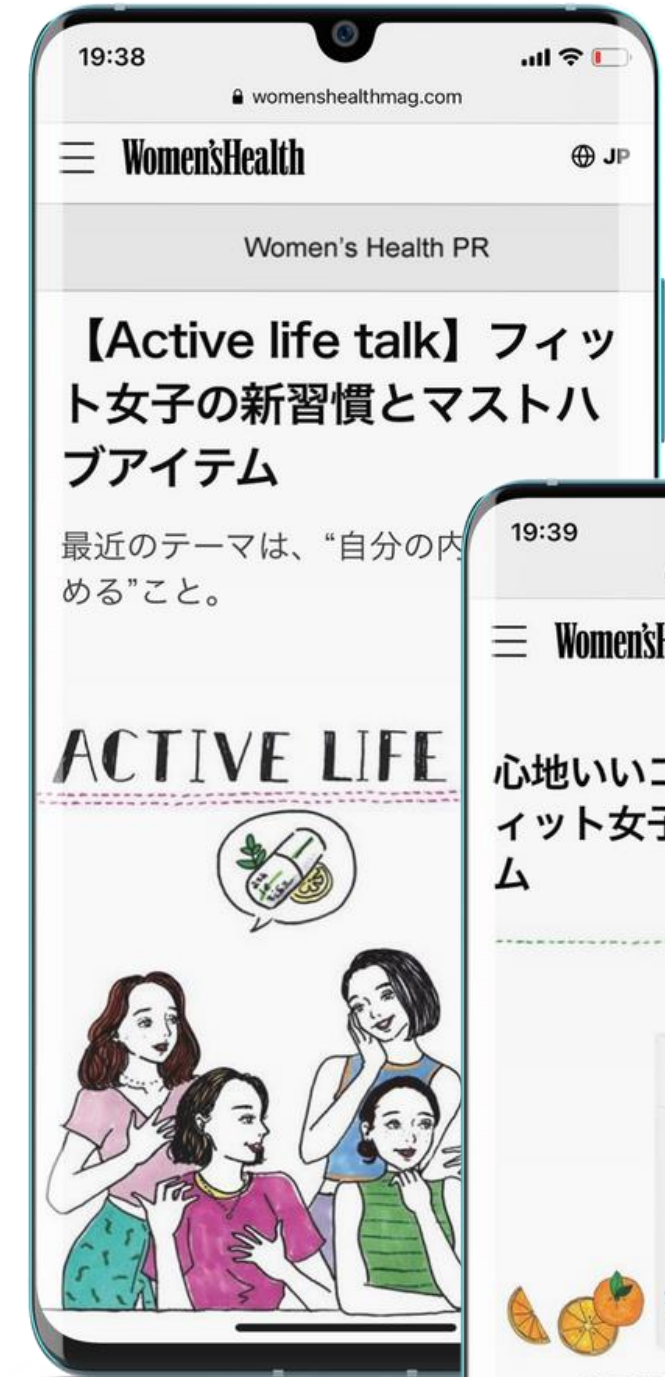 19:38
womenshealthmag.com
Women'sHealth
JP
Women's Health PR
【Active life talk】フィッ
ト女子の新習慣とマストハ
ブアイテム
最近のテーマは、“自分の内
める”こと。
ACTIVE LIFE
19:39
Women'sH
心地いいコ
ィット女子
ム